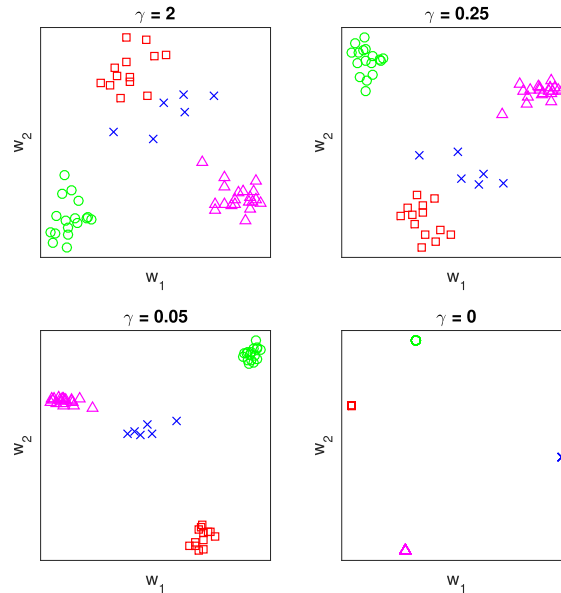 γ = 2
γ = 0.25
w₂
w₂
w₁
w₁
γ = 0.05
γ = 0
w₂
w₂
w₁
w₁